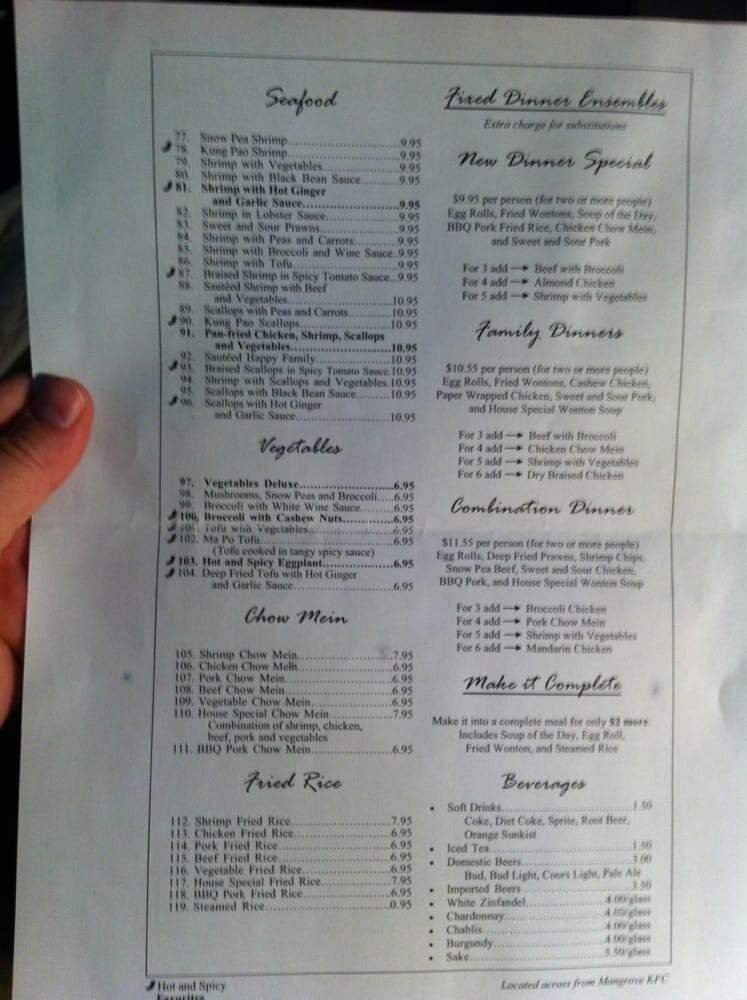 Seafood
77. Snow Pea Shrimp..........9.95
78. Kung Pao Shrimp..........9.95
79. Shrimp with Vegetables..........9.95
80. Shrimp with Black Bean Sauce..........9.95
81. Shrimp with Hot Ginger
and Garlic Sauce..........9.95
82. Shrimp in Lobster Sauce..........9.95
83. Sweet and Sour Prawns..........9.95
84. Shrimp with Peas and Carrots..........9.95
85. Shrimp with Broccoli and Wine Sauce..9.95
86. Shrimp with Tofu..........9.95
87. Braised Shrimp in Spicy Tomato Sauce..9.95
88. Sautéed Shrimp with Beef
and Vegetables..........10.95
89. Scallops with Peas and Carrots..........10.95
90. Kung Pao Scallops..........10.95
91. Pan-fried Chicken, Shrimp, Scallops
and Vegetables..........10.95
92. Sautéed Happy Family..........10.95
93. Braised Scallops in Spicy Tomato Sauce.10.95
94. Shrimp with Scallops and Vegetables.10.95
95. Scallops with Black Bean Sauce..........10.95
96. Scallops with Hot Ginger
and Garlic Sauce..........10.95
Vegetables
97. Vegetables Deluxe..........6.95
98. Mushrooms, Snow Peas and Broccoli.....6.95
99. Broccoli with White Wine Sauce..........6.95
100. Broccoli with Cashew Nuts..........6.95
101. Tofu with Vegetables..........6.95
102. Ma Po Tofu..........6.95
(Tofu cooked in tangy spicy sauce)
103. Hot and Spicy Eggplant..........6.95
104. Deep Fried Tofu with Hot Ginger
and Garlic Sauce..........6.95
Chow Mein
105. Shrimp Chow Mein..........7.95
106. Chicken Chow Mein..........6.95
107. Pork Chow Mein..........6.95
108. Beef Chow Mein..........6.95
109. Vegetable Chow Mein..........6.95
110. House Special Chow Mein..........7.95
Combination of shrimp, chicken,
beef, pork and vegetables
111. BBQ Pork Chow Mein..........6.95
Fried Rice
112. Shrimp Fried Rice..........7.95
113. Chicken Fried Rice..........6.95
114. Pork Fried Rice..........6.95
115. Beef Fried Rice..........6.95
116. Vegetable Fried Rice..........6.95
117. House Special Fried Rice..........7.95
118. BBQ Pork Fried Rice..........6.95
119. Steamed Rice..........0.95
Hot and Spicy
Favorites
Fixed Dinner Ensembles
Extra charge for substitutions
New Dinner Special
$9.95 per person (for two or more people)
Egg Rolls, Fried Wontons, Soup of the Day,
BBQ Pork Fried Rice, Chicken Chow Mein,
and Sweet and Sour Pork
For 3 add → Beef with Broccoli
For 4 add → Almond Chicken
For 5 add → Shrimp with Vegetables
Family Dinners
$10.55 per person (for two or more people)
Egg Rolls, Fried Wontons, Cashew Chicken,
Paper Wrapped Chicken, Sweet and Sour Pork,
and House Special Wonton Soup
For 3 add → Beef with Broccoli
For 4 add → Chicken Chow Mein
For 5 add → Shrimp with Vegetables
For 6 add → Dry Braised Chicken
Combination Dinner
$11.55 per person (for two or more people)
Egg Rolls, Deep Fried Prawns, Shrimp Chips,
Snow Pea Beef, Sweet and Sour Chicken,
BBQ Pork, and House Special Wonton Soup
For 3 add → Broccoli Chicken
For 4 add → Pork Chow Mein
For 5 add → Shrimp with Vegetables
For 6 add → Mandarin Chicken
Make it Complete
Make it into a complete meal for only $2 more
Includes Soup of the Day, Egg Roll,
Fried Wonton, and Steamed Rice
Beverages
• Soft Drinks..........1.50
Coke, Diet Coke, Sprite, Root Beer,
Orange Sunkist
• Iced Tea..........1.50
• Domestic Beers..........3.00
Bud, Bud Light, Coors Light, Pale Ale
• Imported Beers..........3.50
• White Zinfandel..........4.00/glass
• Chardonnay..........4.00/glass
• Chablis..........4.00/glass
• Burgundy..........4.00/glass
• Sake..........5.50/glass
Located across from Mangrove KFC